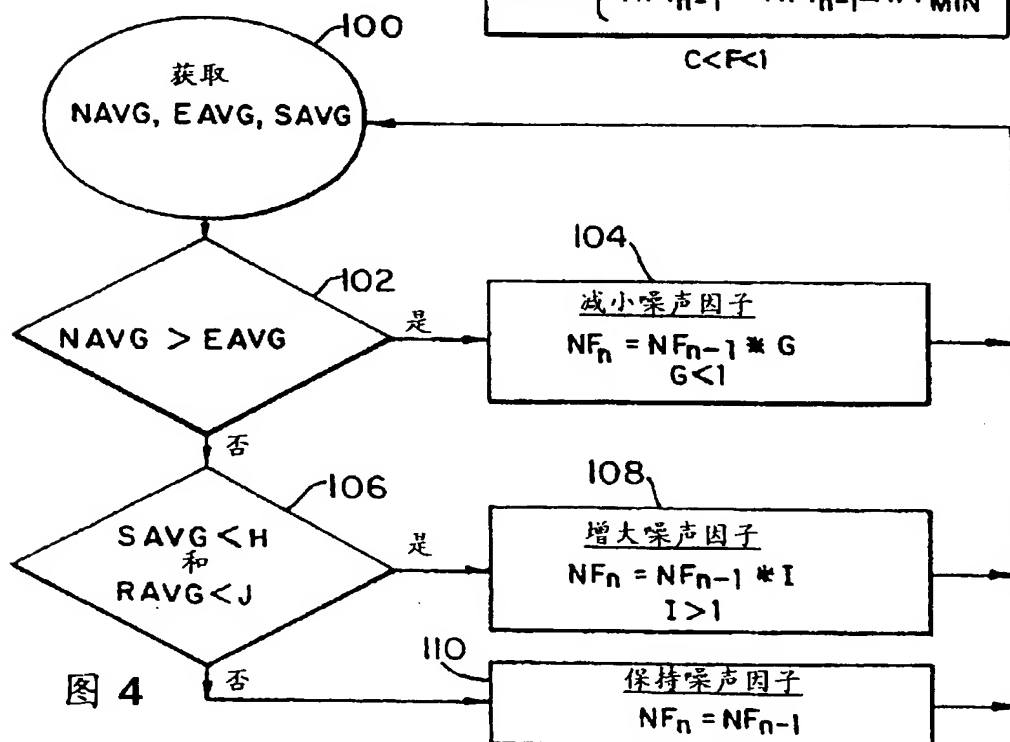 C<F<1
100
获取
NAVG, EAVG, SAVG
102
NAVG > EAVG
是
104
减小噪声因子
NFn = NFn-1 * G
G<1
否
106
SAVG<H
和
RAVG<J
是
108
增大噪声因子
NFn = NFn-1 * I
I>1
否
110
保持噪声因子
NFn = NFn-1
图 4